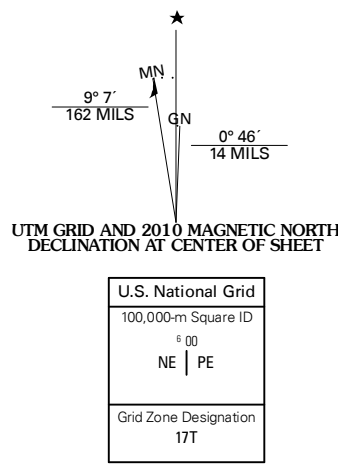 ★
MN
9° 7´
162 MILS
GN
0° 46´
14 MILS
UTM GRID AND 2010 MAGNETIC NORTH
DECLINATION AT CENTER OF SHEET
U.S. National Grid
100,000-m Square ID
6 00
NE | PE
Grid Zone Designation
17T